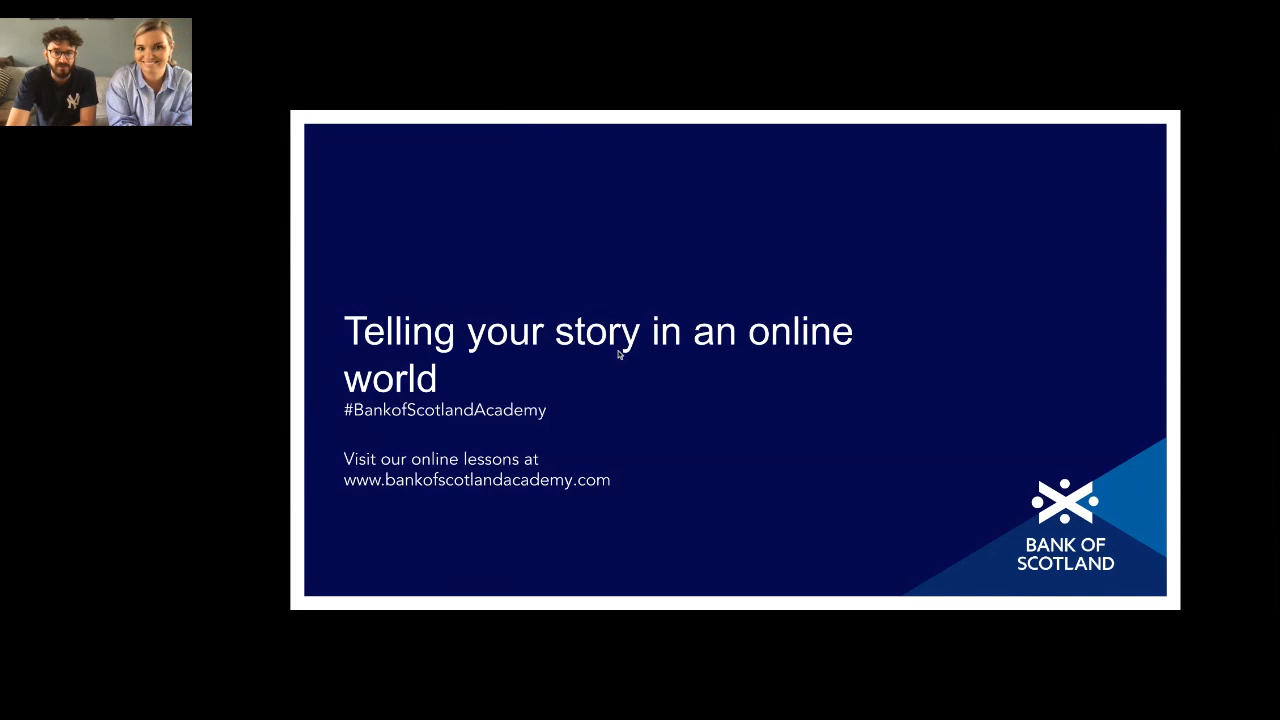 Telling your story in an online
world
#BankofScotlandAcademy
Visit our online lessons at
www.bankofscotlandacademy.com
BANK OF
SCOTLAND